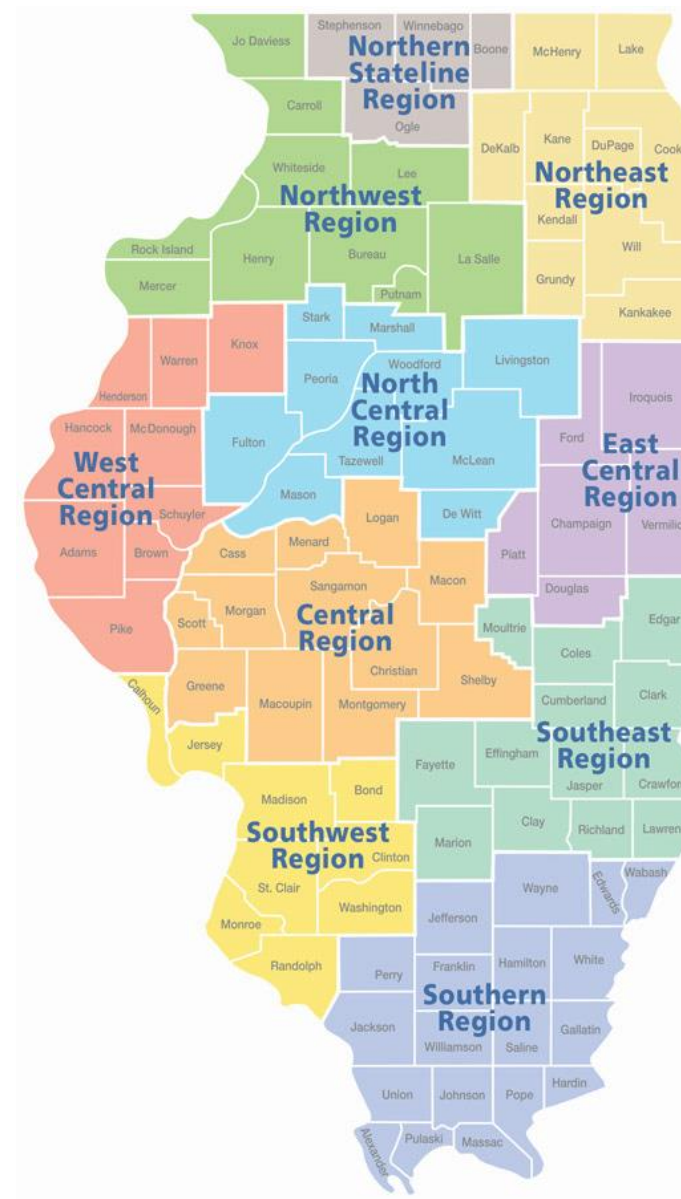 Jo Daviess
Stephenson
Winnebago
Boone
McHenry
Lake
Northern
Stateline
Region
Carroll
Ogle
DeKalb
Kane
DuPage
Cook
Northeast
Region
Whiteside
Lee
Northwest
Region
Kendall
Will
Rock Island
Henry
Bureau
La Salle
Grundy
Mercer
Putnam
Kankakee
Stark
Marshall
Knox
Warren
Henderson
Peoria
Woodford
Livingston
North
Central
Region
Iroquois
Ford
Hancock
McDonough
Fulton
Tazewell
McLean
East
Central
Region
West
Central
Region
Mason
Schuyler
Logan
De Witt
Champaign
Vermilio
Adams
Brown
Cass
Menard
Piatt
Sangamon
Macon
Douglas
Pike
Scott
Morgan
Central
Region
Moultrie
Edgar
Coles
Christian
Shelby
Greene
Macoupin
Montgomery
Cumberland
Clark
Calhoun
Jersey
Fayette
Effingham
Southeast
Region
Jasper
Crawfor
Madison
Bond
Clay
Richland
Lawren
Southwest
Region
Clinton
Marion
St. Clair
Washington
Wayne
Edwards
Wabash
Monroe
Jefferson
Randolph
Perry
Franklin
Hamilton
White
Southern
Region
Jackson
Williamson
Saline
Gallatin
Union
Johnson
Pope
Hardin
Alexander
Pulaski
Massac